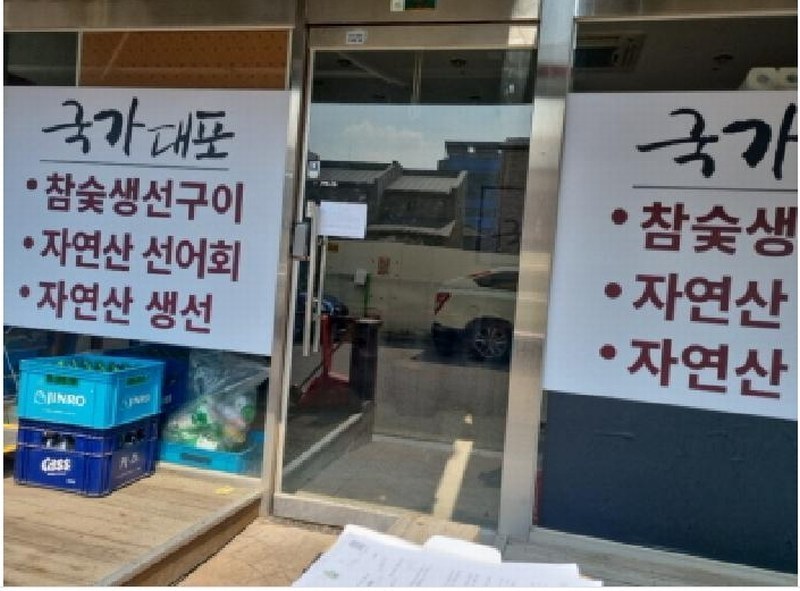 국가대포
• 참숯생선구이
• 자연산 선어회
• 자연산 생선
국가
• 참숯생
• 자연산
• 자연산
JINRO
JINRO
Cass